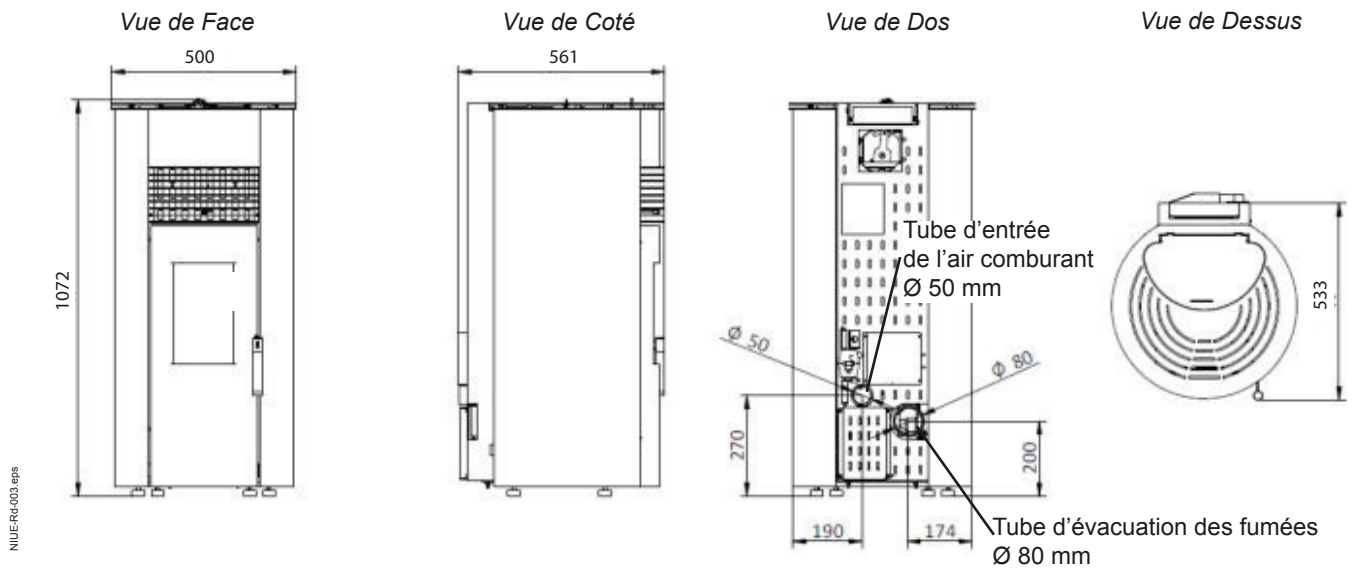 Vue de Face
Vue de Coté
Vue de Dos
Vue de Dessus
500
561
1072
Tube d’entrée
de l’air comburant
Ø 50 mm
533
Ø 50
Ø 80
270
200
190
174
Tube d’évacuation des fumées
Ø 80 mm
NIUE-Rd-003.eps